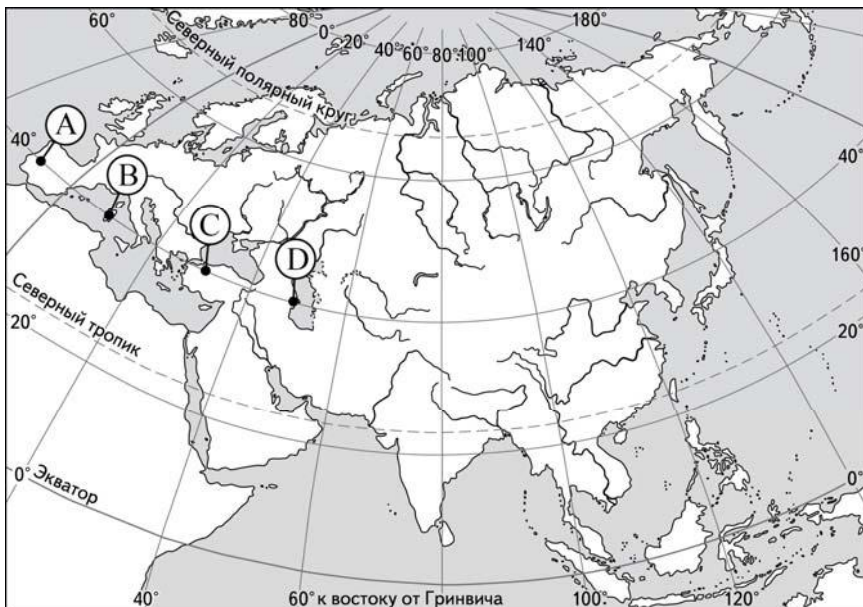 60°
80°
0°
20°
40°
60°
80°
100°
140°
180°
Северный полярный круг
40°
A
B
C
D
40°
160°
Северный тропик
20°
20°
0°
Экватор
0°
40°
60° к востоку от Гринвича
100°
120°